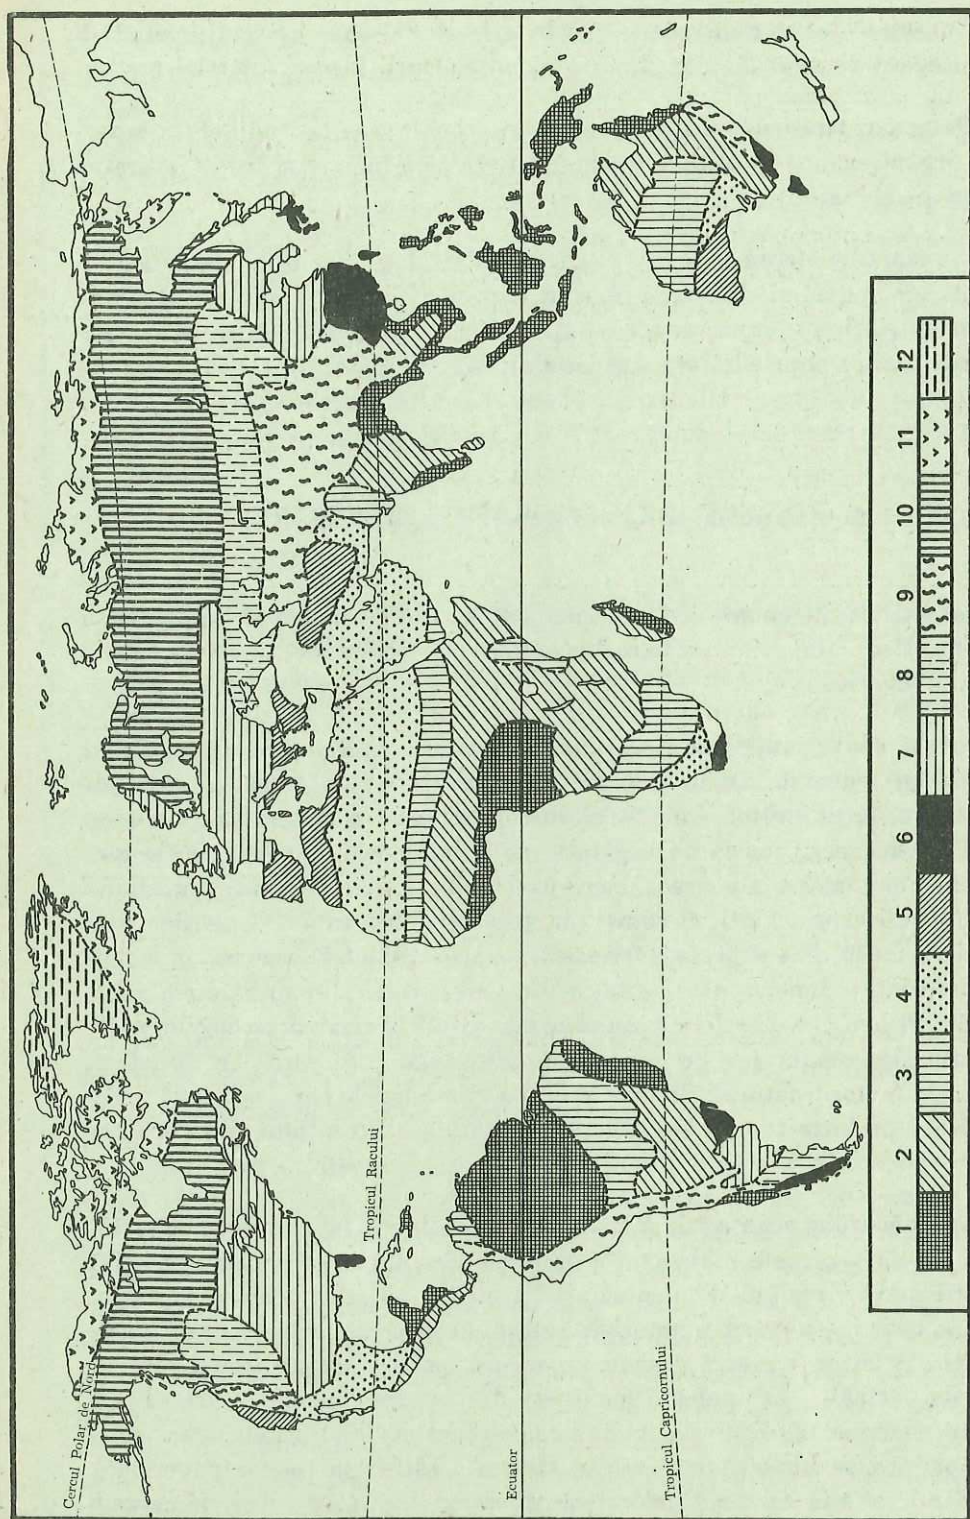 Cercul Polar de Nord
Tropicul Racului
Ecuator
Tropicul Capricornului
1 2 3 4 5 6 7 8 9 10 11 12